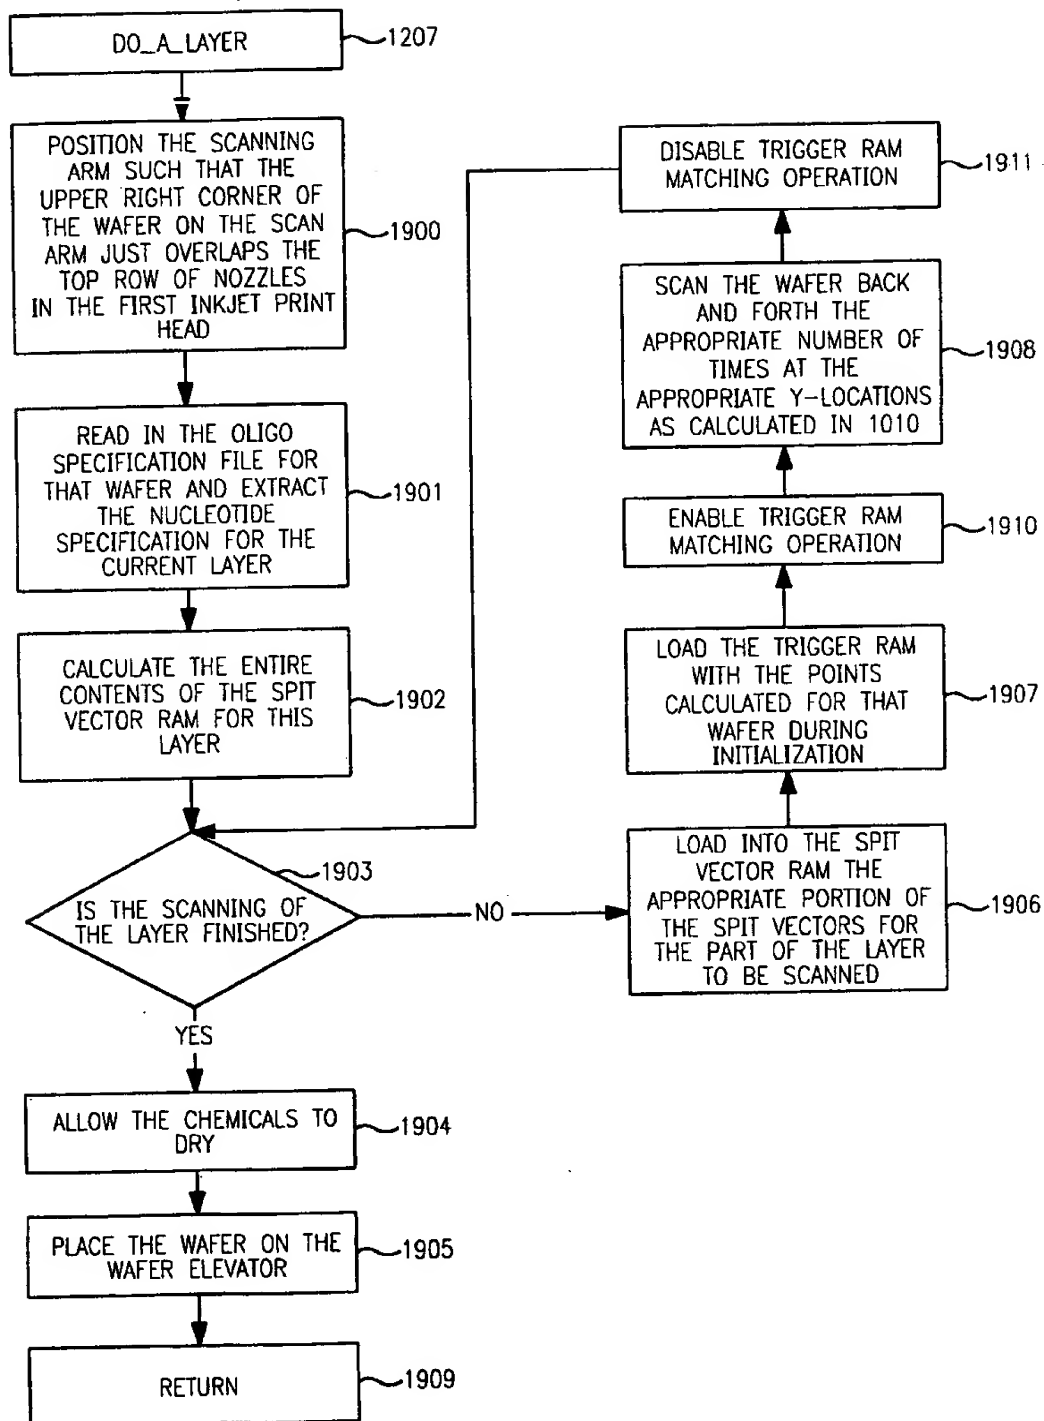 DO_A_LAYER
1207
POSITION THE SCANNING
ARM SUCH THAT THE
UPPER RIGHT CORNER OF
THE WAFER ON THE SCAN
ARM JUST OVERLAPS THE
TOP ROW OF NOZZLES
IN THE FIRST INKJET PRINT
HEAD
1900
READ IN THE OLIGO
SPECIFICATION FILE FOR
THAT WAFER AND EXTRACT
THE NUCLEOTIDE
SPECIFICATION FOR THE
CURRENT LAYER
1901
CALCULATE THE ENTIRE
CONTENTS OF THE SPIT
VECTOR RAM FOR THIS
LAYER
1902
1903
IS THE SCANNING OF
THE LAYER FINISHED?
NO
YES
ALLOW THE CHEMICALS TO
DRY
1904
PLACE THE WAFER ON THE
WAFER ELEVATOR
1905
RETURN
1909
LOAD INTO THE SPIT
VECTOR RAM THE
APPROPRIATE PORTION OF
THE SPIT VECTORS FOR
THE PART OF THE LAYER
TO BE SCANNED
1906
LOAD THE TRIGGER RAM
WITH THE POINTS
CALCULATED FOR THAT
WAFER DURING
INITIALIZATION
1907
ENABLE TRIGGER RAM
MATCHING OPERATION
1910
SCAN THE WAFER BACK
AND FORTH THE
APPROPRIATE NUMBER OF
TIMES AT THE
APPROPRIATE Y-LOCATIONS
AS CALCULATED IN 1010
1908
DISABLE TRIGGER RAM
MATCHING OPERATION
1911